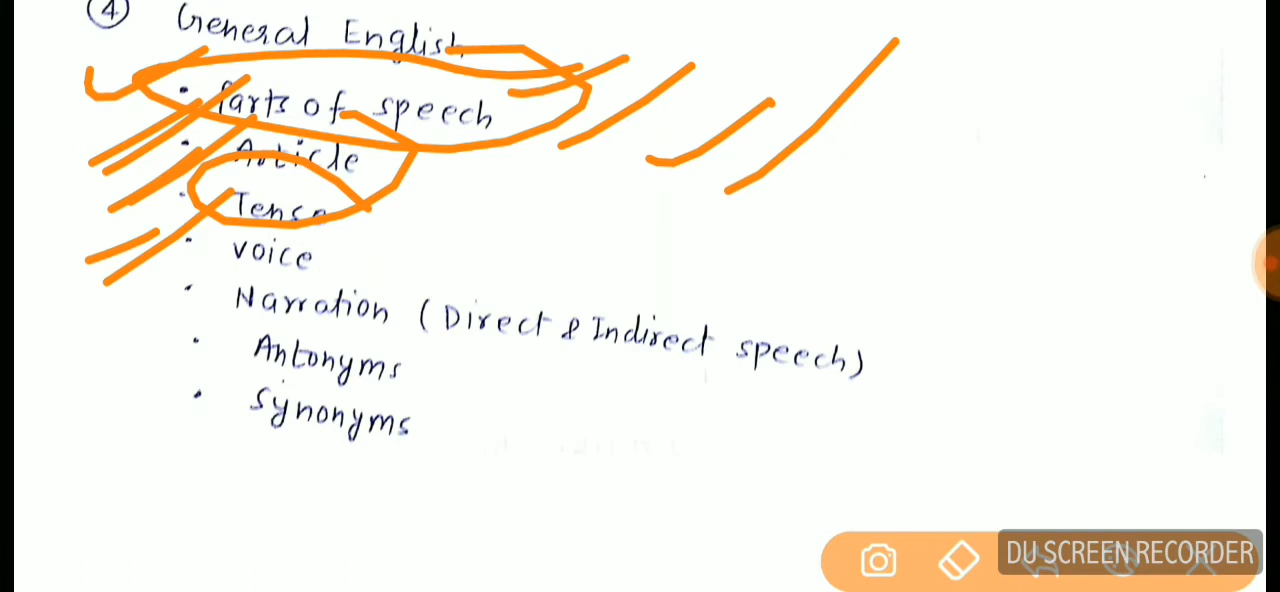 ④ General English
• Parts of speech
• Article
• Tense
• voice
• Narration (Direct & Indirect speech)
• Antonyms
• Synonyms
DU SCREEN RECORDER